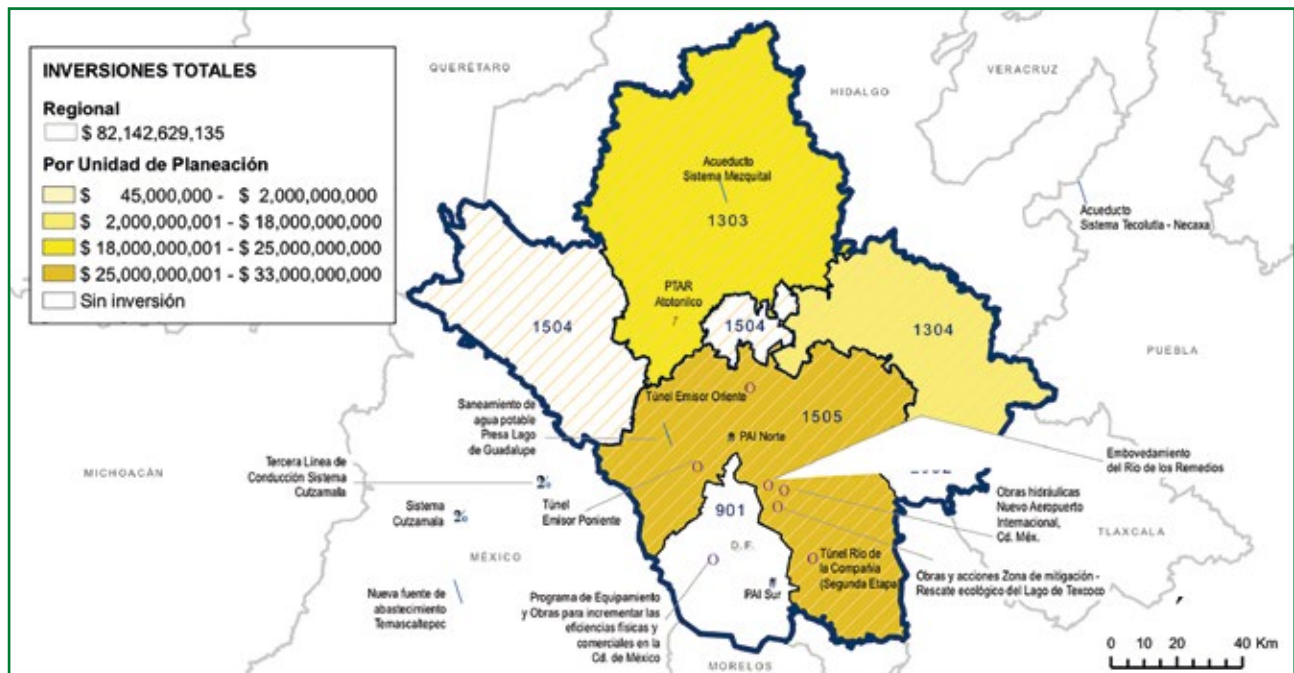 INVERSIONES TOTALES
Regional
$ 82,142,629,135
Por Unidad de Planeación
$ 45,000,000 - $ 2,000,000,000
$ 2,000,000,001 - $ 18,000,000,000
$ 18,000,000,001 - $ 25,000,000,000
$ 25,000,000,001 - $ 33,000,000,000
Sin inversión
QUERÉTARO
HIDALGO
VERACRUZ
Acueducto
Sistema Mezquital
1303
Acueducto
Sistema Tecolutla - Necaxa
PTAR
Atotonilco
1504
1504
1304
PUEBLA
Túnel Emisor Oriente
1505
Saneamiento de
agua potable
Presa Lago
de Guadalupe
PAI Norte
MICHOACÁN
Tercera Línea de
Conducción Sistema
Cutzamala
Sistema
Cutzamala
Túnel
Emisor Poniente
901
D.F.
Embovedamiento
del Río de los Remedios
Obras hidráulicas
Nuevo Aeropuerto
Internacional,
Cd. Méx.
TLAXCALA
MÉXICO
Túnel Río de
la Compañía
(Segunda Etapa)
Obras y acciones Zona de mitigación -
Rescate ecológico del Lago de Texcoco
Nueva fuente de
abastecimiento
Temascaltepec
Programa de Equipamiento
y Obras para incrementar las
eficiencias físicas y
comerciales en la
Cd. de México
PAI Sur
MORELOS
0 10 20 40 Km